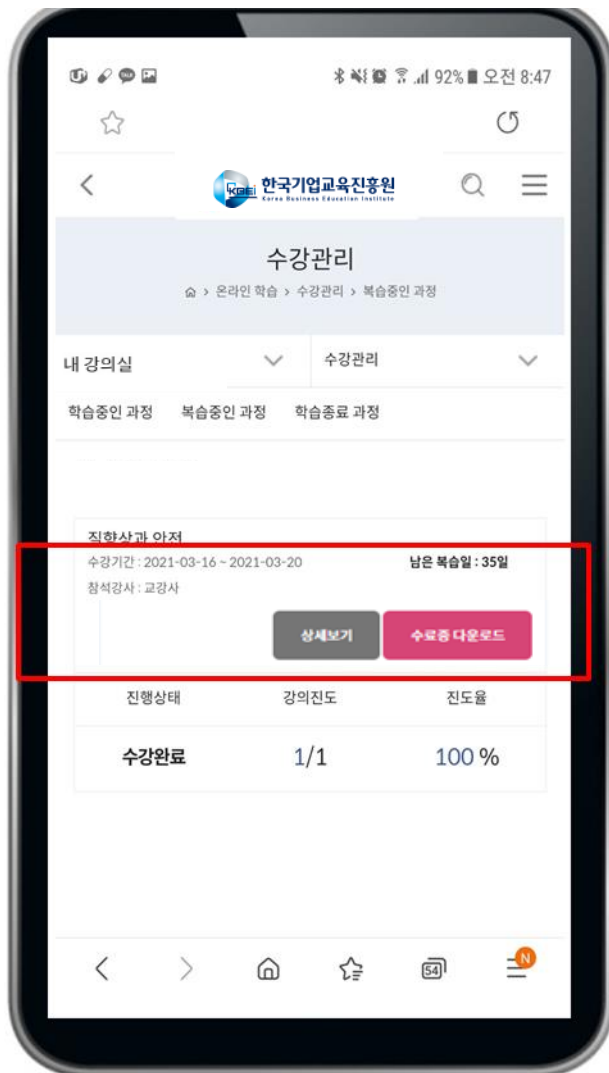 92% 오전 8:47
KBEI 한국기업교육진흥원
Korea Business Education Institute
수강관리
온라인 학습 > 수강관리 > 복습중인 과정
내 강의실 수강관리
학습중인 과정 복습중인 과정 학습종료 과정
직향상과 안전
수강기간 : 2021-03-16 ~ 2021-03-20 남은 복습일 : 35일
참석강사 : 교강사
상세보기 수료증 다운로드
진행상태 강의진도 진도율
수강완료 1/1 100 %
54 N